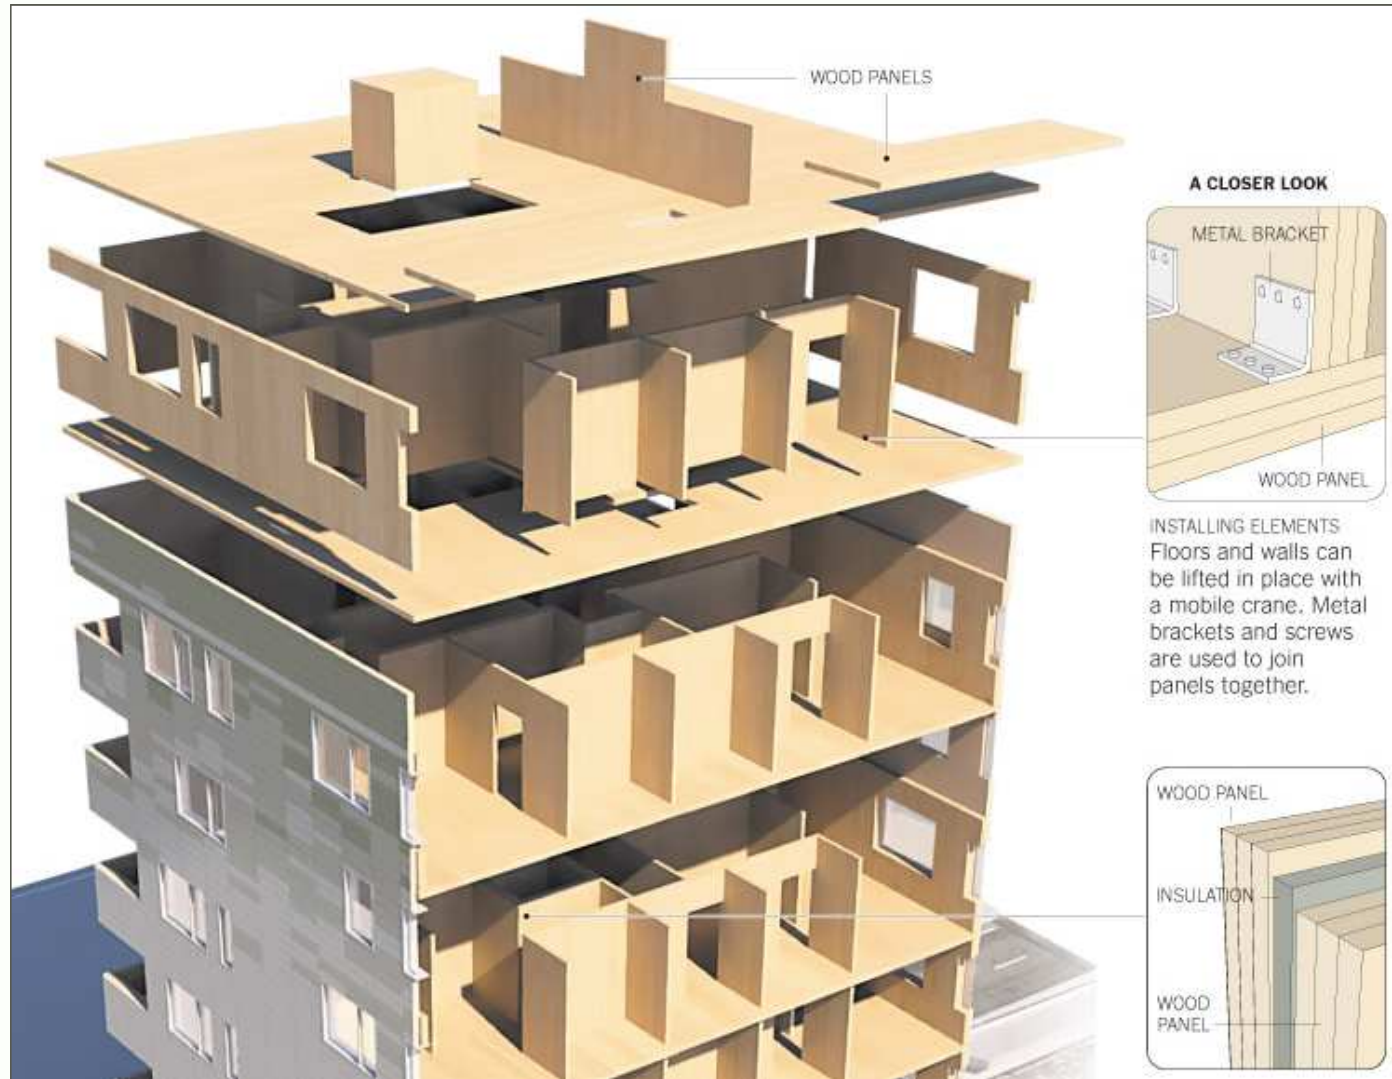 WOOD PANELS
A CLOSER LOOK
METAL BRACKET
WOOD PANEL
INSTALLING ELEMENTS
Floors and walls can
be lifted in place with
a mobile crane. Metal
brackets and screws
are used to join
panels together.
WOOD PANEL
INSULATION
WOOD
PANEL